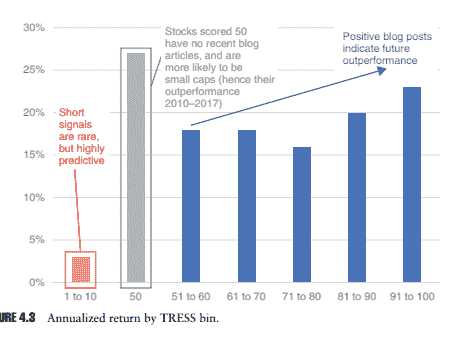 30%
25%
20%
15%
10%
5%
0%
Short
signals
are rare,
but highly
predictive
Stocks scored 50
have no recent blog
articles, and are
more likely to be
small caps (hence their
outperformance
2010–2017)
Positive blog posts
indicate future
outperformance
1 to 10 50 51 to 60 61 to 70 71 to 80 81 to 90 91 to 100
URE 4.3 Annualized return by TRESS bin.